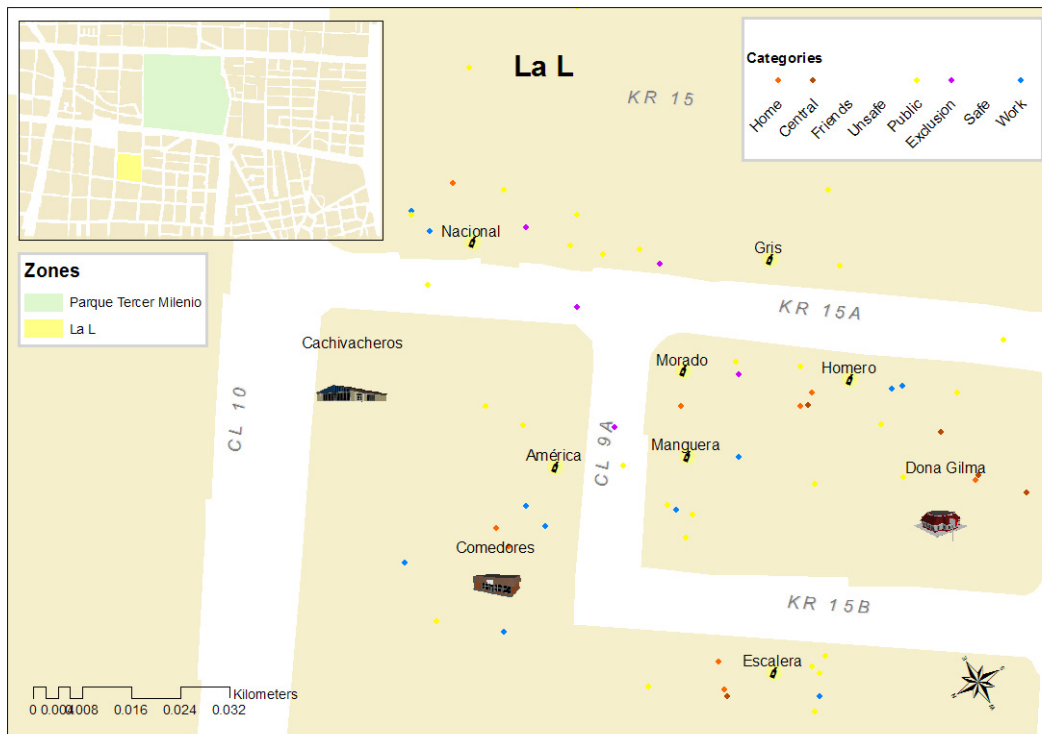 La L
KR 15
Categories
Home
Central
Friends
Unsafe
Public
Exclusion
Safe
Work
Nacional
Gris
Zones
Parque Tercer Milenio
La L
KR 15A
Cachivacheros
Morado
Homero
CL 10
CL 9A
América
Manguera
Dona Gilma
Comedores
KR 15B
Escalera
Kilometers
0 0.004 0.008 0.016 0.024 0.032